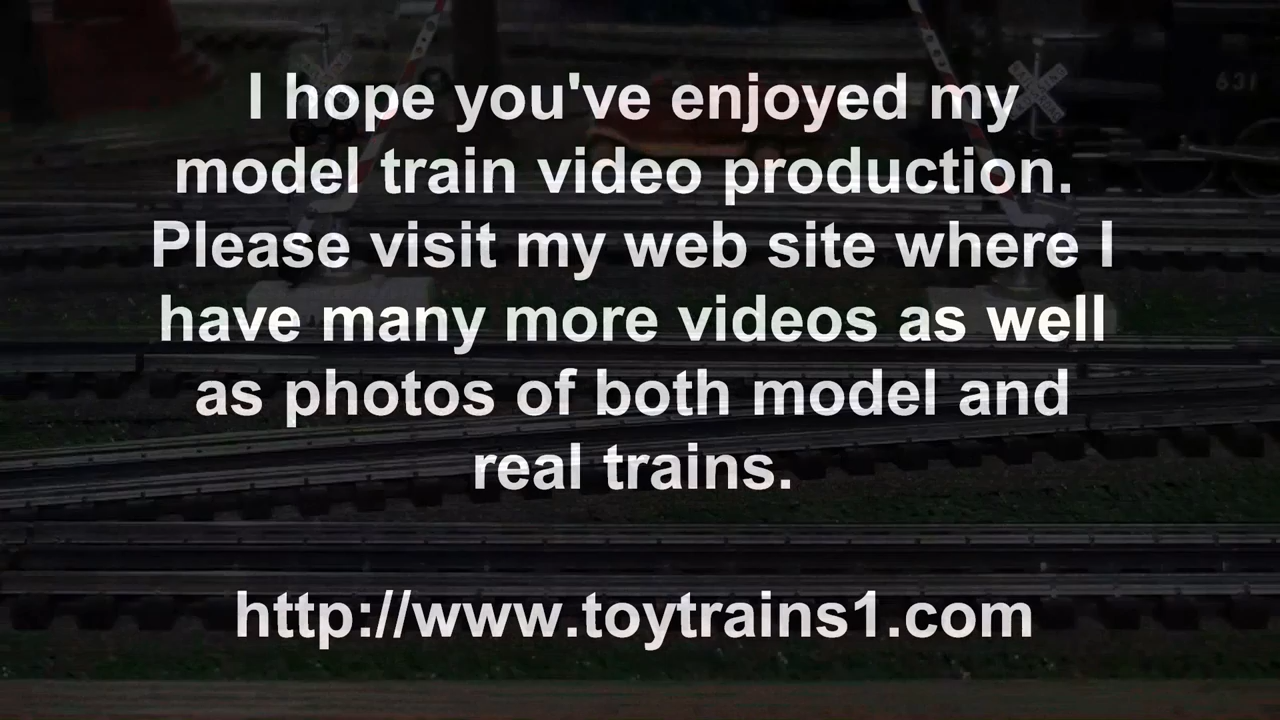 I hope you've enjoyed my
model train video production.
Please visit my web site where I
have many more videos as well
as photos of both model and
real trains.
http://www.toytrains1.com
631